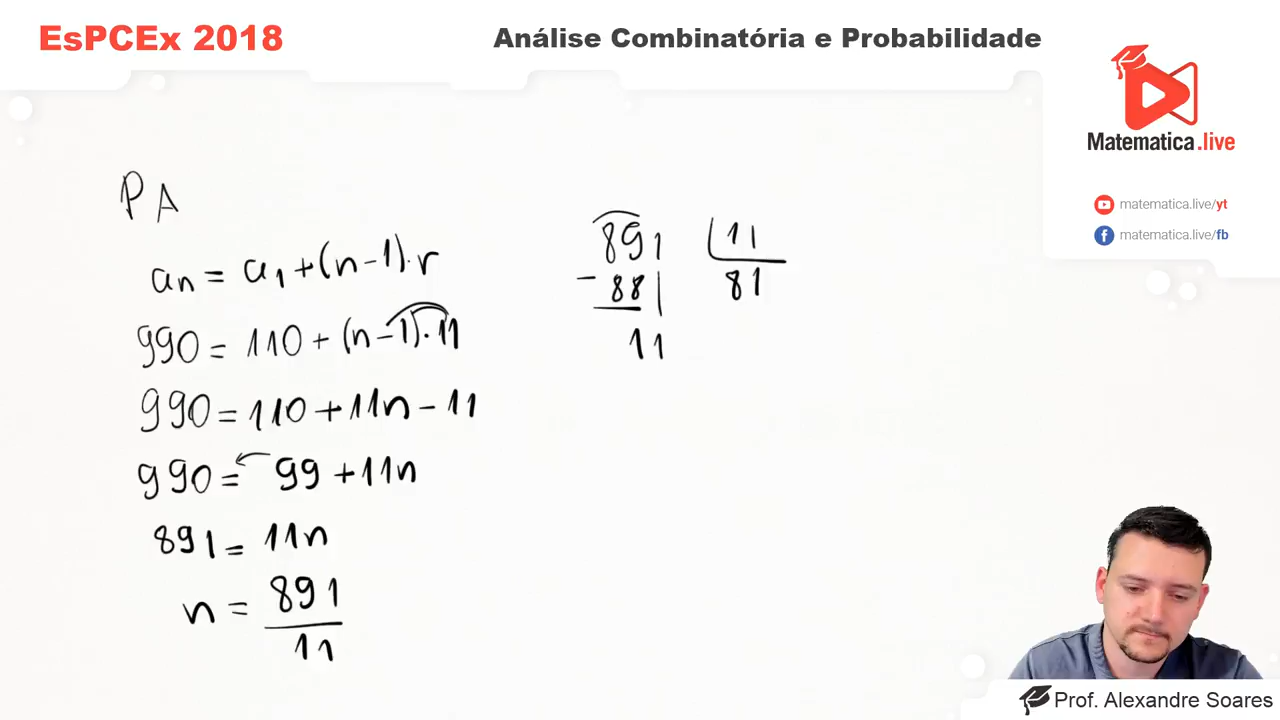 EsPCEx 2018
Análise Combinatória e Probabilidade
Matematica.live
matematica.live/yt
matematica.live/fb
PA
an = a1 + (n-1)·r
990 = 110 + (n-1)·11
990 = 110 + 11n - 11
990 = 99 + 11n
891 = 11n
n = 891
11
891 11
-88 81
11
Prof. Alexandre Soares